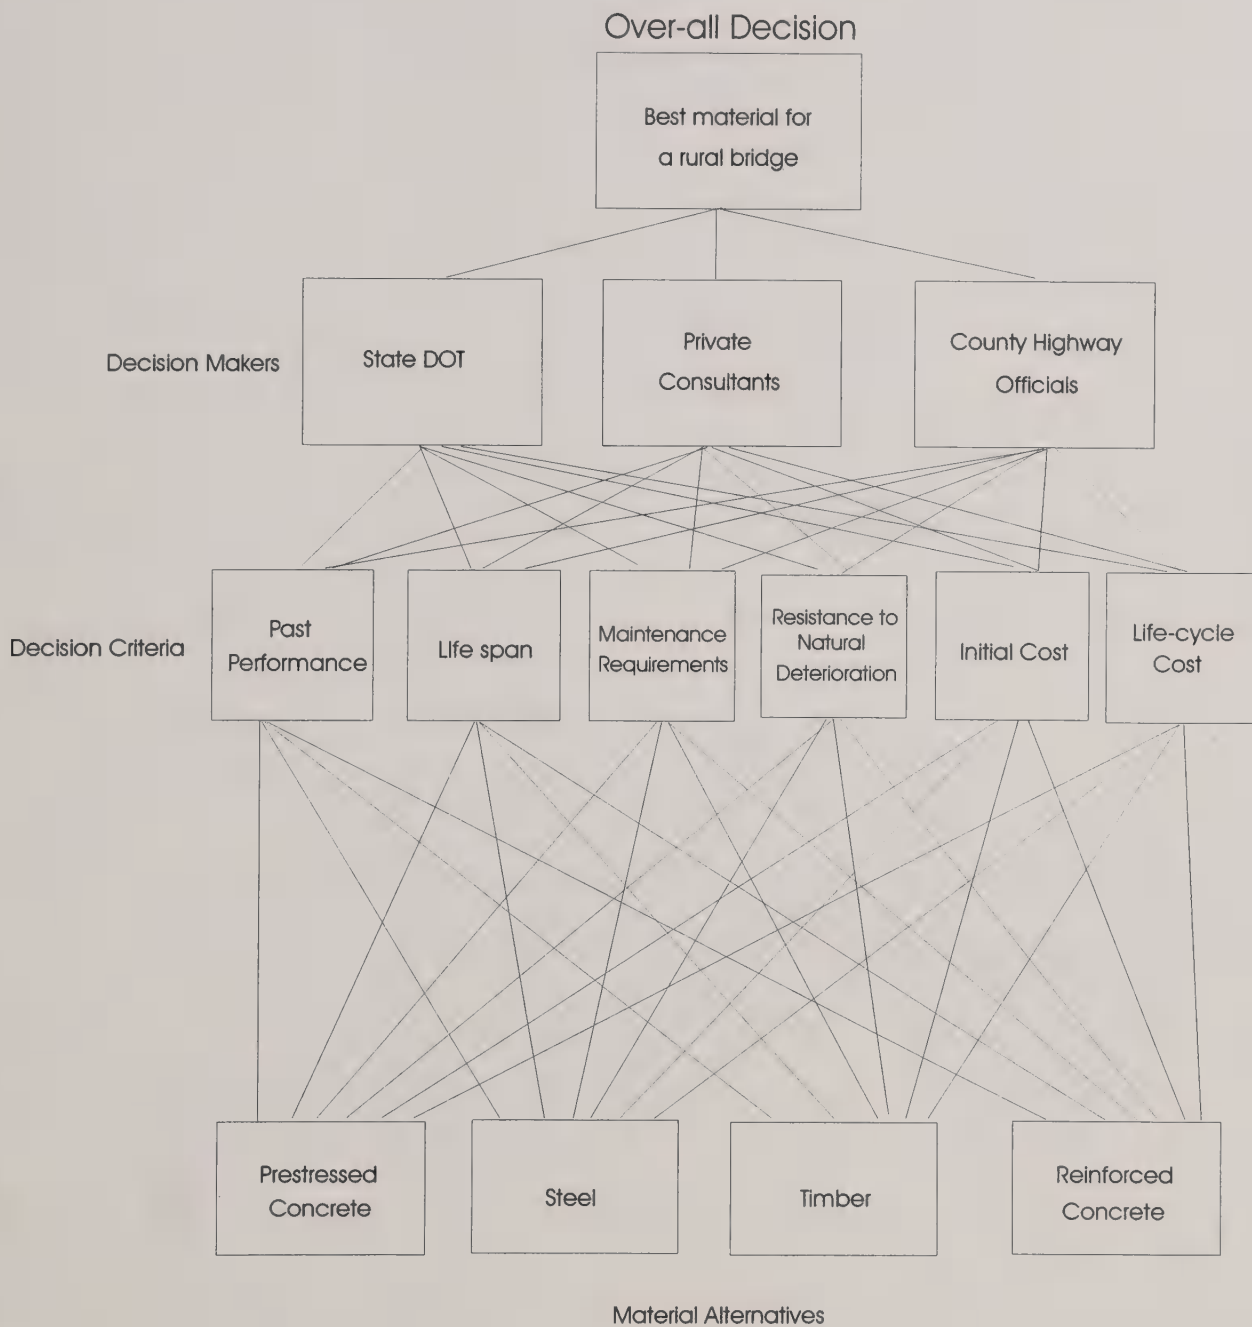 Over-all Decision
Best material for
a rural bridge
Decision Makers
State DOT
Private
Consultants
County Highway
Officials
Decision Criteria
Past
Performance
Life span
Maintenance
Requirements
Resistance to
Natural
Deterioration
Initial Cost
Life-cycle
Cost
Prestressed
Concrete
Steel
Timber
Reinforced
Concrete
Material Alternatives